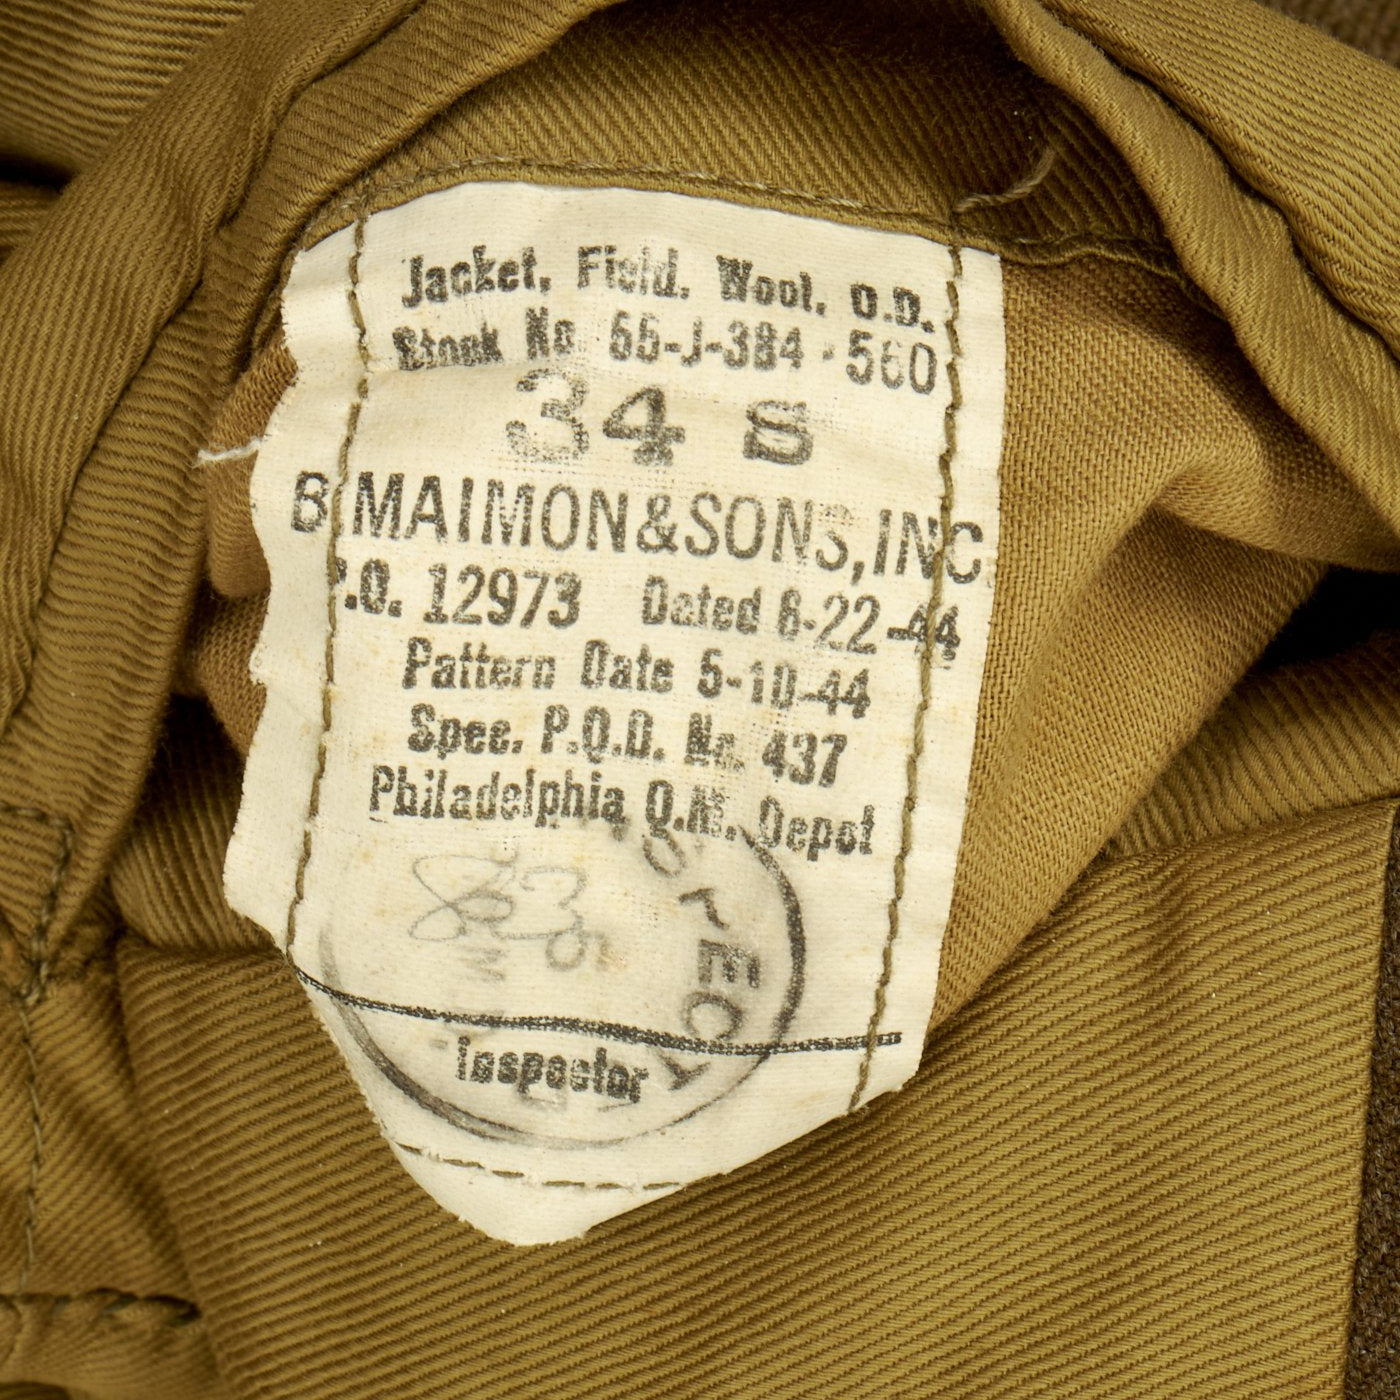 Jacket, Field, Wool, O.D.
Stock No 55-J-384-560
34 S
B MAIMON & SONS, INC.
P.O. 12973 Dated 6-22-44
Pattern Date 5-10-44
Spec. P.Q.D. No. 437
Philadelphia Q.M. Depot
Inspector